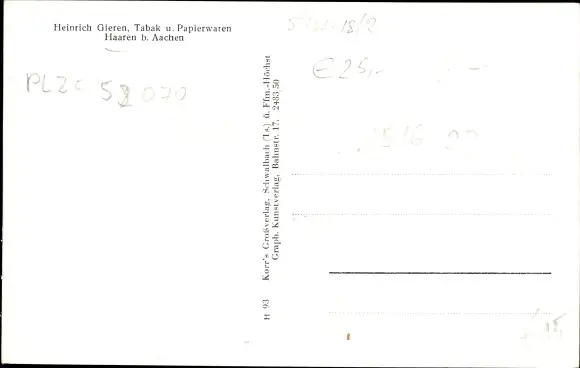 Heinrich Gieren, Tabak u. Papierwaren
Haaren b. Aachen
PLZ: 52070
€25,-
H 93 Korr's Großverlag, Schwalbach (Ts.) ü. Ffm.-Höchst
Graph. Kunstverlag, Bahnstr. 17. 2483/50